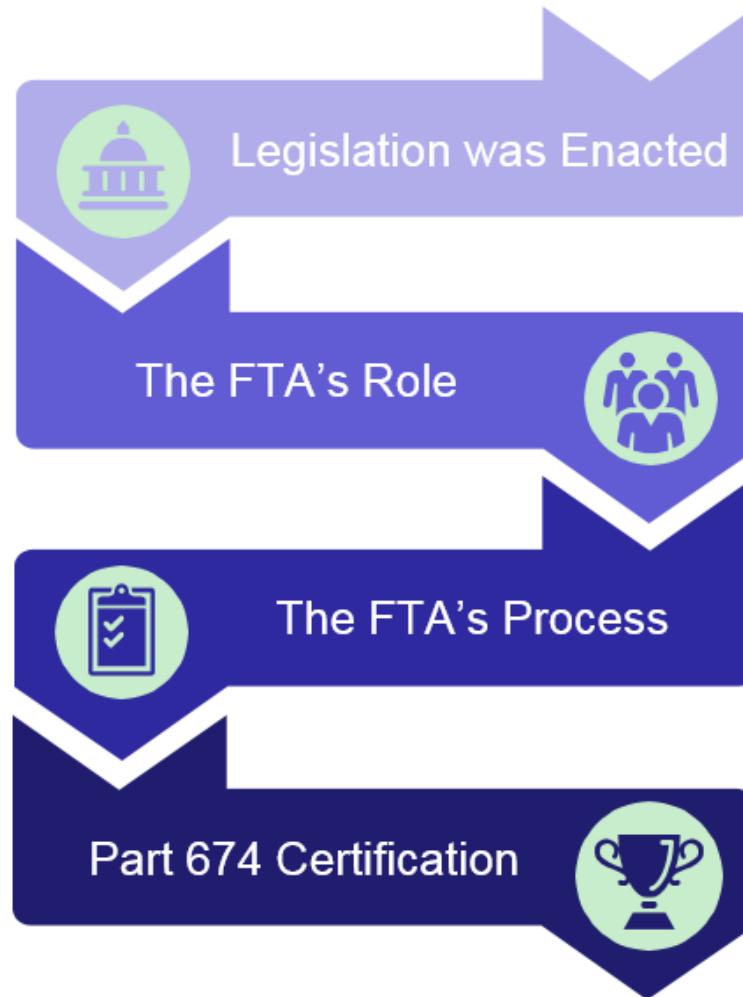 Legislation was Enacted
The FTA’s Role
The FTA’s Process
Part 674 Certification